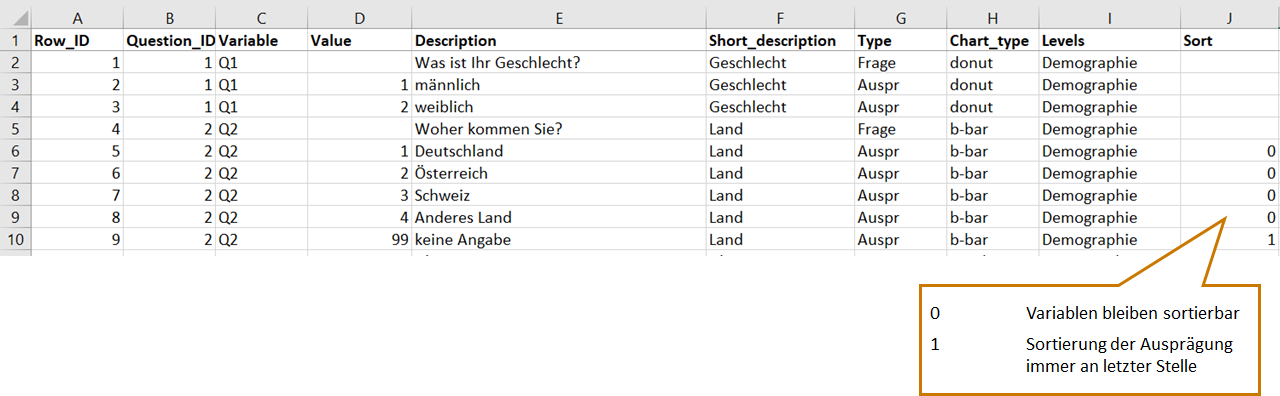 A B C D E F G H I J
1 Row_ID Question_ID Variable Value Description Short_description Type Chart_type Levels Sort
2 1 1 Q1 Was ist Ihr Geschlecht? Geschlecht Frage donut Demographie
3 2 1 Q1 1 männlich Geschlecht Auspr donut Demographie
4 3 1 Q1 2 weiblich Geschlecht Auspr donut Demographie
5 4 2 Q2 Woher kommen Sie? Land Frage b-bar Demographie
6 5 2 Q2 1 Deutschland Land Auspr b-bar Demographie 0
7 6 2 Q2 2 Österreich Land Auspr b-bar Demographie 0
8 7 2 Q2 3 Schweiz Land Auspr b-bar Demographie 0
9 8 2 Q2 4 Anderes Land Land Auspr b-bar Demographie 0
10 9 2 Q2 99 keine Angabe Land Auspr b-bar Demographie 1
0 Variablen bleiben sortierbar
1 Sortierung der Ausprägung
immer an letzter Stelle